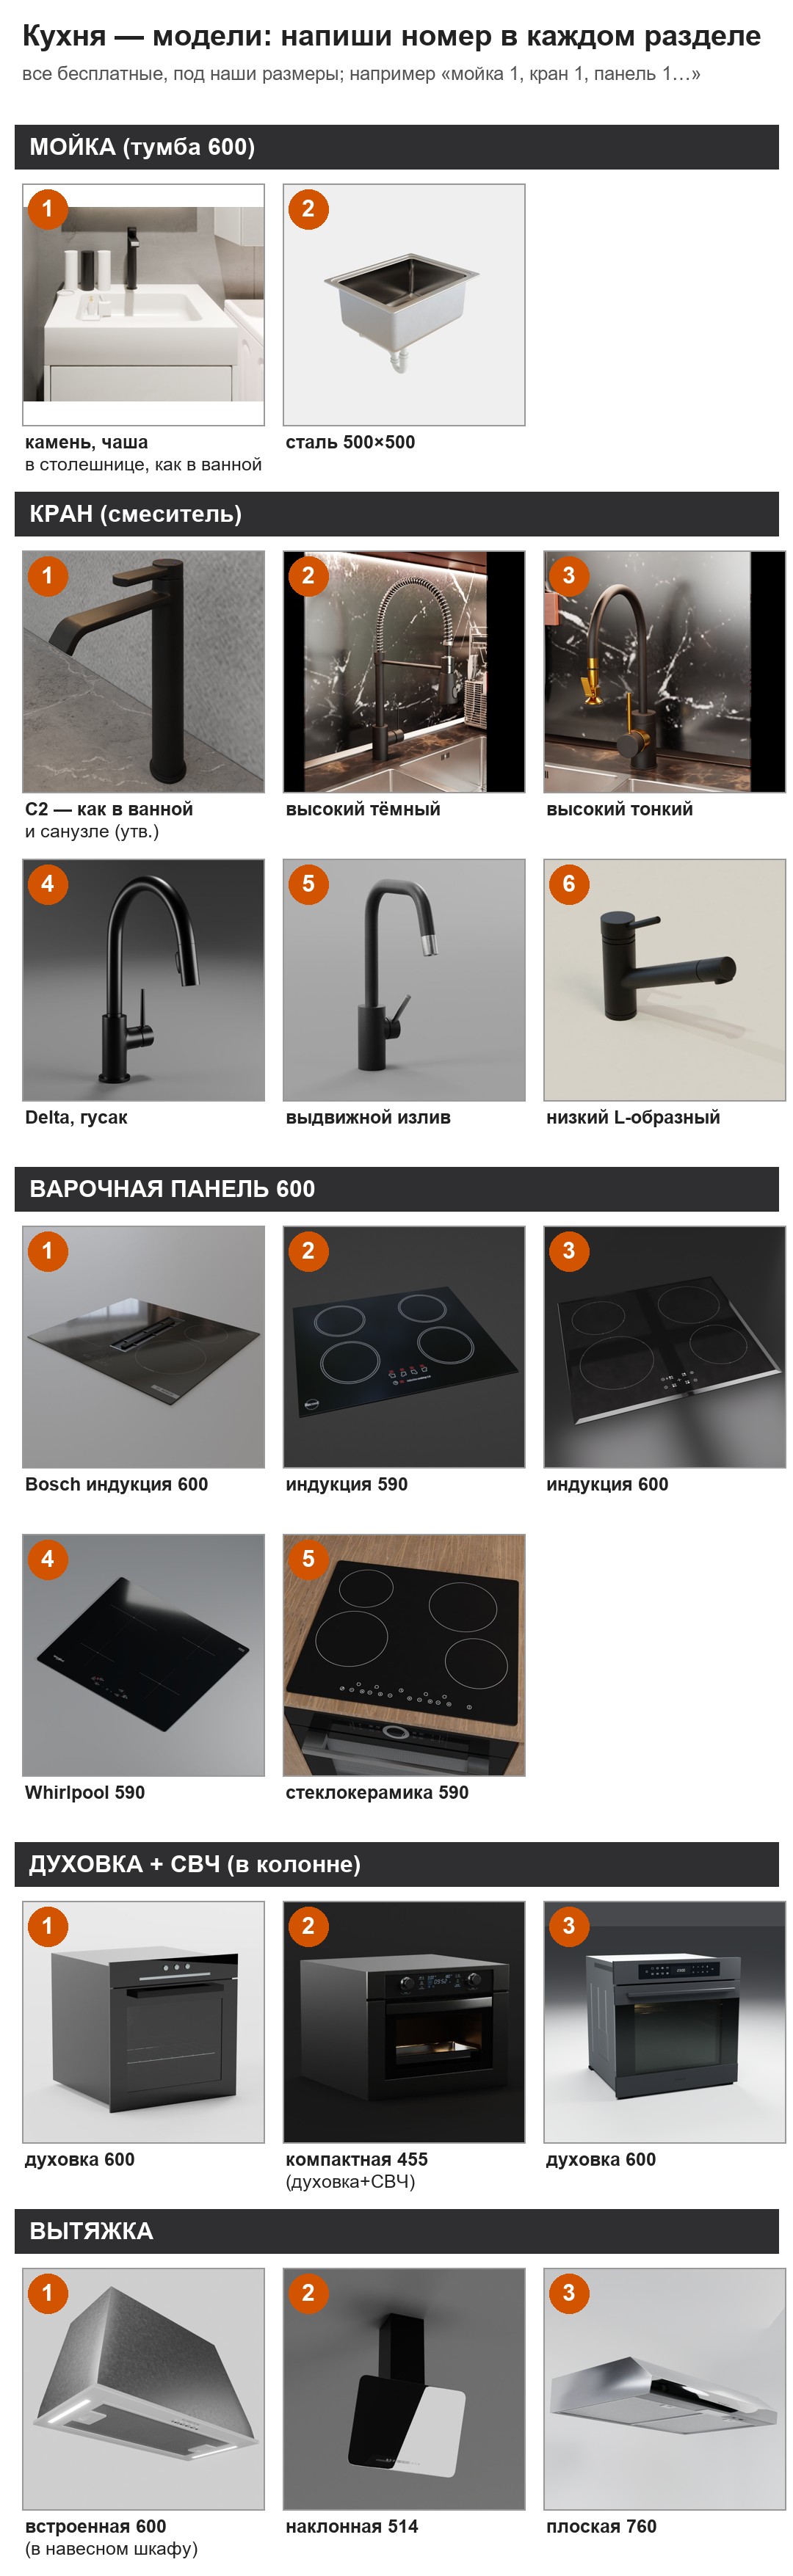 Кухня — модели: напиши номер в каждом разделе
все бесплатные, под наши размеры; например «мойка 1, кран 1, панель 1…»
МОЙКА (тумба 600)
1
2
камень, чаша
в столешнице, как в ванной
сталь 500×500
КРАН (смеситель)
1
2
3
C2 — как в ванной
и санузле (утв.)
высокий тёмный
высокий тонкий
4
5
6
Delta, гусак
выдвижной излив
низкий L-образный
ВАРОЧНАЯ ПАНЕЛЬ 600
1
2
3
Bosch индукция 600
индукция 590
индукция 600
4
5
Whirlpool 590
стеклокерамика 590
ДУХОВКА + СВЧ (в колонне)
1
2
3
духовка 600
компактная 455
(духовка+СВЧ)
духовка 600
ВЫТЯЖКА
1
2
3
встроенная 600
(в навесном шкафу)
наклонная 514
плоская 760